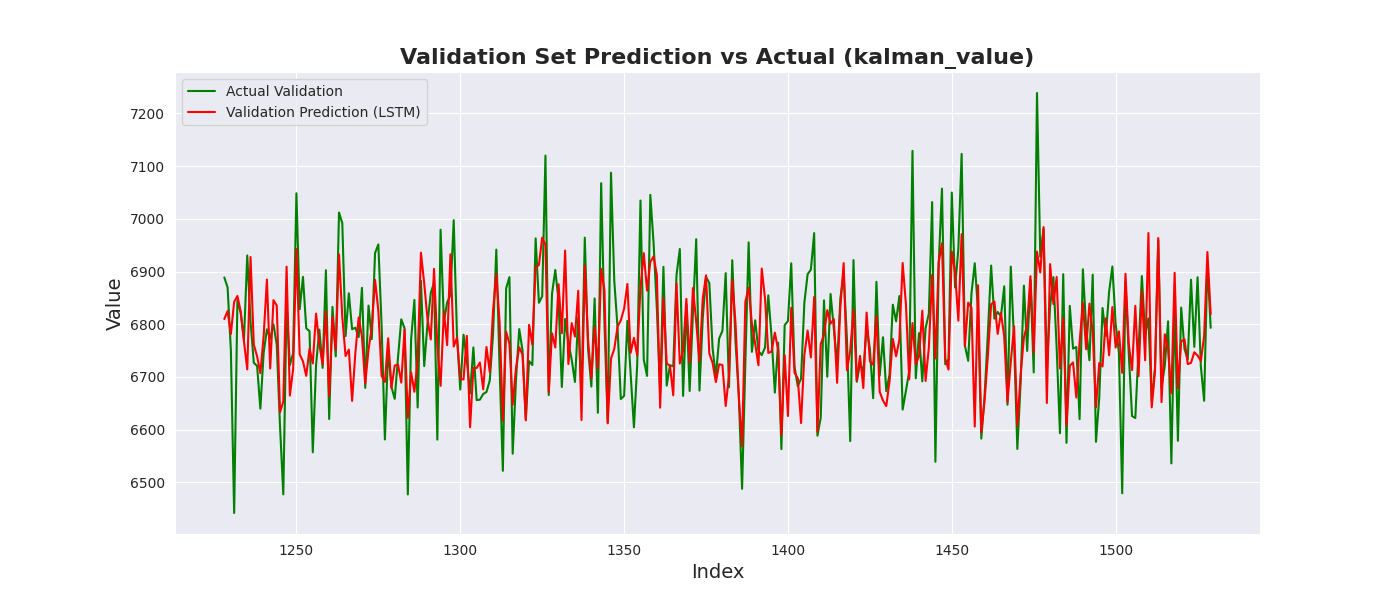 Validation Set Prediction vs Actual (kalman_value)
Actual Validation
Validation Prediction (LSTM)
Value
7200
7100
7000
6900
6800
6700
6600
6500
1250 1300 1350 1400 1450 1500
Index